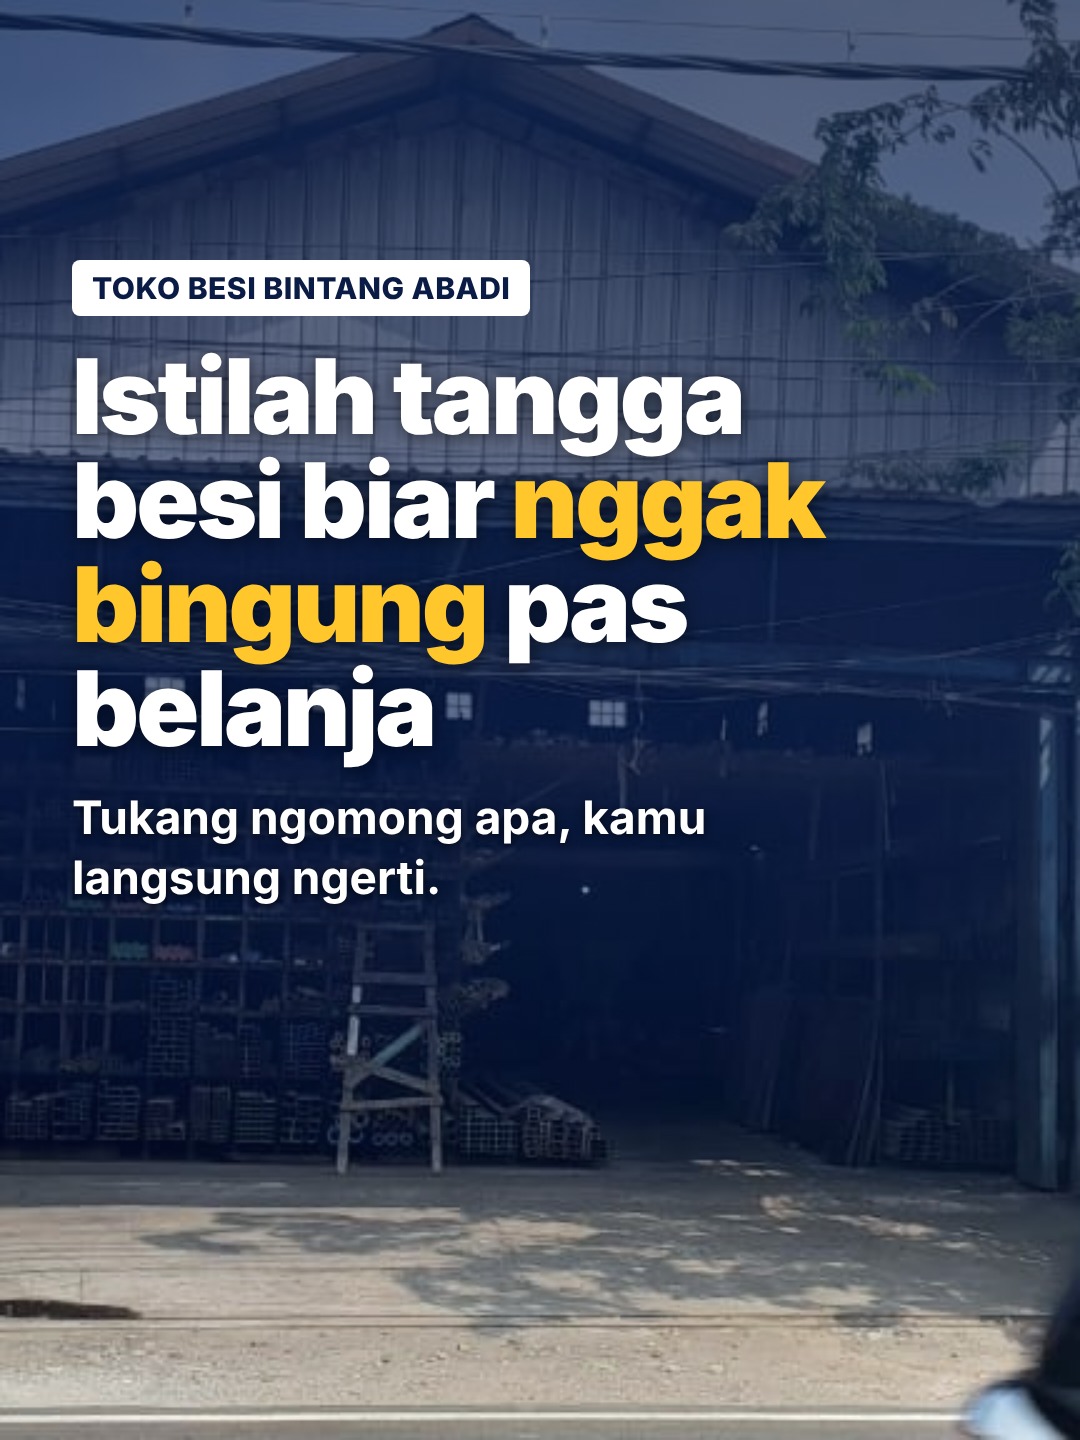 TOKO BESI BINTANG ABADI
Istilah tangga
besi biar nggak
bingung pas
belanja
Tukang ngomong apa, kamu
langsung ngerti.